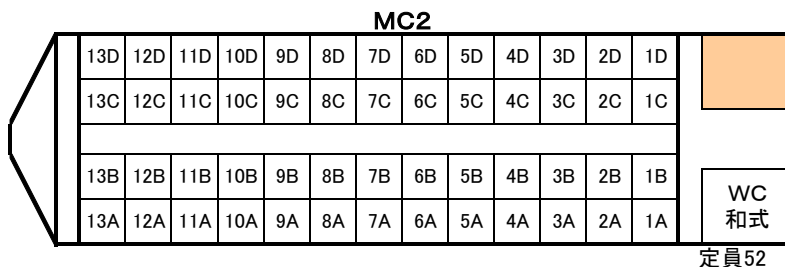 MC2
13D 12D 11D 10D 9D 8D 7D 6D 5D 4D 3D 2D 1D
13C 12C 11C 10C 9C 8C 7C 6C 5C 4C 3C 2C 1C
13B 12B 11B 10B 9B 8B 7B 6B 5B 4B 3B 2B 1B
13A 12A 11A 10A 9A 8A 7A 6A 5A 4A 3A 2A 1A
WC
和式
定員52